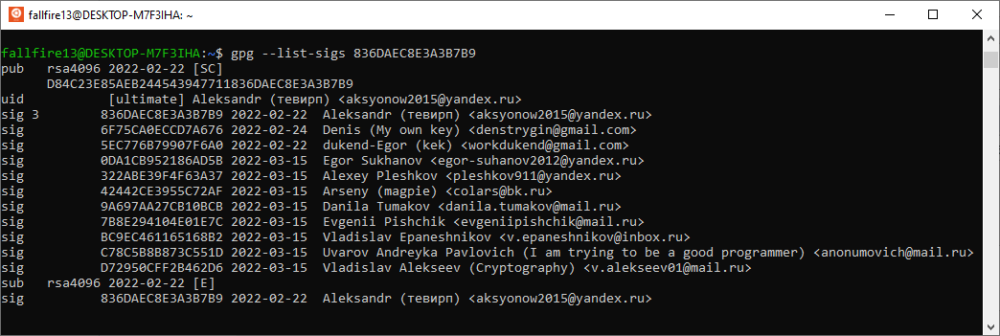 fallfire13@DESKTOP-M7F3IHA: ~
fallfire13@DESKTOP-M7F3IHA:~$ gpg --list-sigs 836DAEC8E3A3B7B9
pub   rsa4096 2022-02-22 [SC]
      D84C23E85AEB244543947711836DAEC8E3A3B7B9
uid           [ultimate] Aleksandr (тевирп) <aksyonow2015@yandex.ru>
sig 3        836DAEC8E3A3B7B9 2022-02-22  Aleksandr (тевирп) <aksyonow2015@yandex.ru>
sig          6F75CA0ECCD7A676 2022-02-24  Denis (My own key) <denstrygin@gmail.com>
sig          5EC776B79907F6A0 2022-02-22  dukend-Egor (kek) <workdukend@gmail.com>
sig          0DA1CB952186AD5B 2022-03-15  Egor Sukhanov <egor-suhanov2012@yandex.ru>
sig          322ABE39F4F63A37 2022-03-15  Alexey Pleshkov <pleshkov911@yandex.ru>
sig          42442CE3955C72AF 2022-03-15  Arseny (magpie) <colars@bk.ru>
sig          9A697AA27CB10BCB 2022-03-15  Danila Tumakov <danila.tumakov@mail.ru>
sig          7B8E294104E01E7C 2022-03-15  Evgenii Pishchik <evgeniipishchik@mail.ru>
sig          BC9EC461165168B2 2022-03-15  Vladislav Epaneshnikov <v.epaneshnikov@inbox.ru>
sig          C78C5B8B873C551D 2022-03-15  Uvarov Andreyka Pavlovich (I am trying to be a good programmer) <anonumovich@mail.ru>
sig          D72950CFF2B462D6 2022-03-15  Vladislav Alekseev (Cryptography) <v.alekseev01@mail.ru>
sub   rsa4096 2022-02-22 [E]
sig          836DAEC8E3A3B7B9 2022-02-22  Aleksandr (тевирп) <aksyonow2015@yandex.ru>